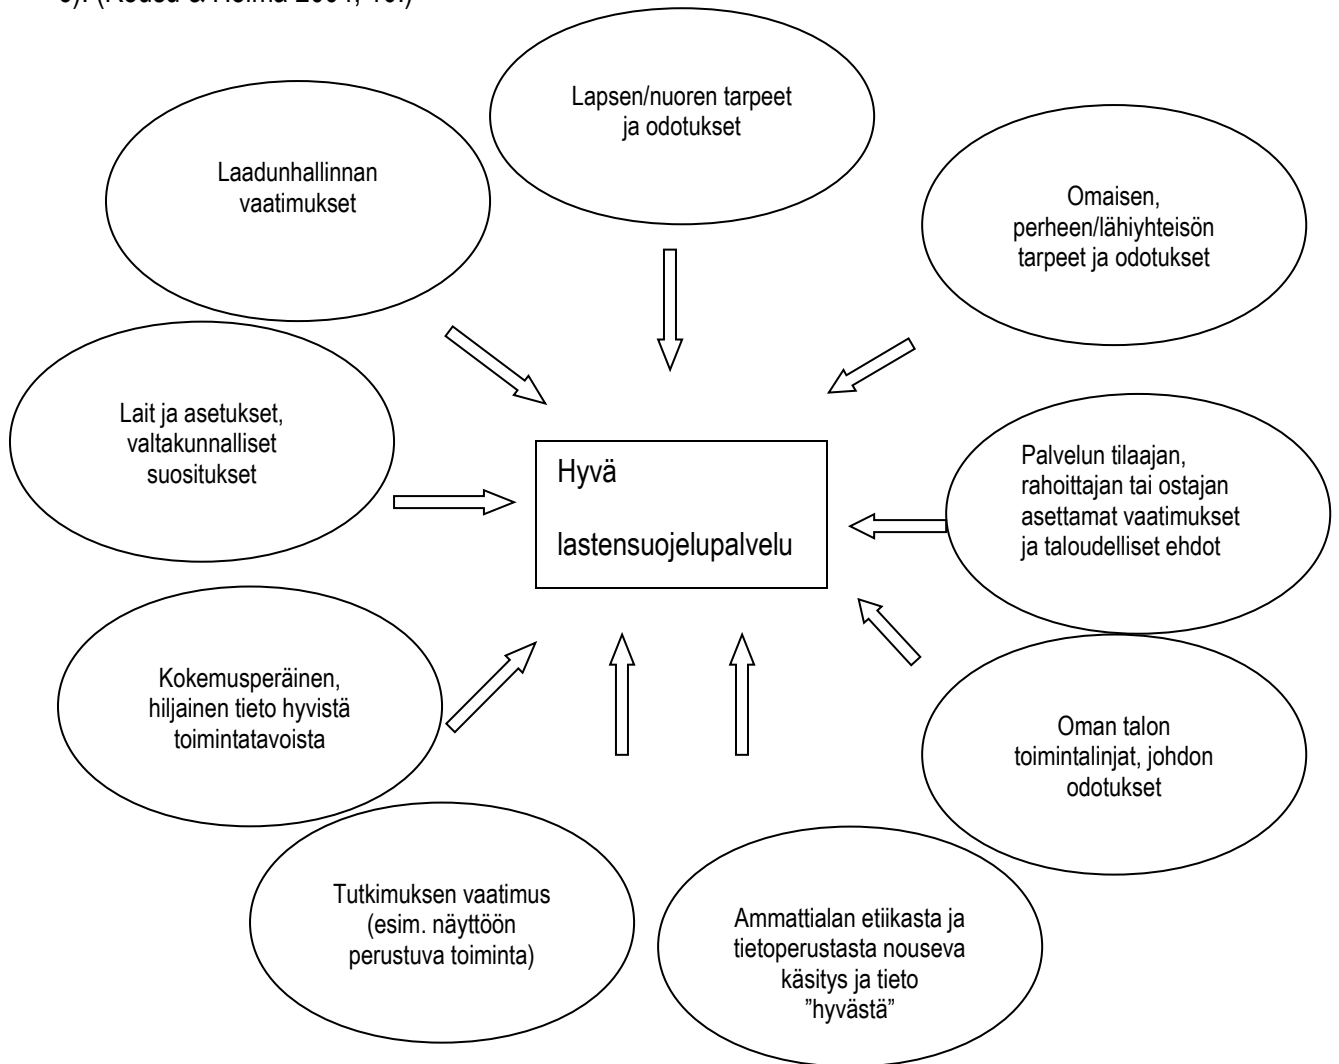 (Rousu & Holma 2004,
Lapsen/nuoren tarpeet
ja odotukset
Laadunhallinnan
vaatimukset
Omaisen,
perheen/lähiyhteisön
tarpeet ja odotukset
Lait ja asetukset,
valtakunnalliset
suositukset
Hyvä
lastensuojelupalvelu
Palvelun tilaajan,
rahoittajan tai ostajan
asettamat vaatimukset
ja taloudelliset ehdot
Kokemusperäinen,
hiljainen tieto hyvistä
toimintatavoista
Oman talon
toimintalinjat, johdon
odotukset
Tutkimuksen vaatimus
(esim. näyttöön
perustuva toiminta)
Ammattialan etiikasta ja
tietoperustasta nouseva
käsitys ja tieto
”hyvästä”